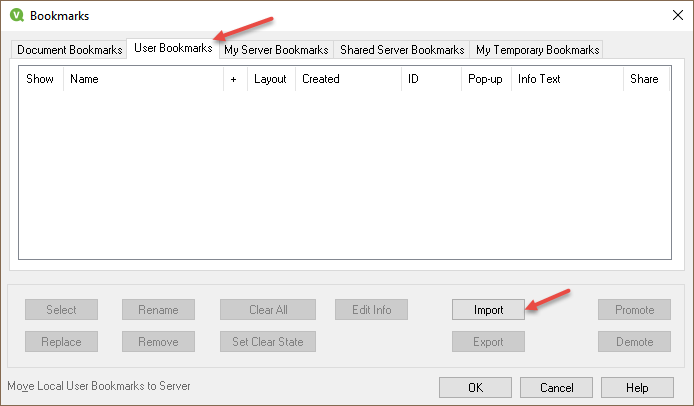 Bookmarks
Document Bookmarks User Bookmarks My Server Bookmarks Shared Server Bookmarks My Temporary Bookmarks
Show Name + Layout Created ID Pop-up Info Text Share
Select Rename Clear All Edit Info Import Promote
Replace Remove Set Clear State Export Demote
Move Local User Bookmarks to Server
OK Cancel Help